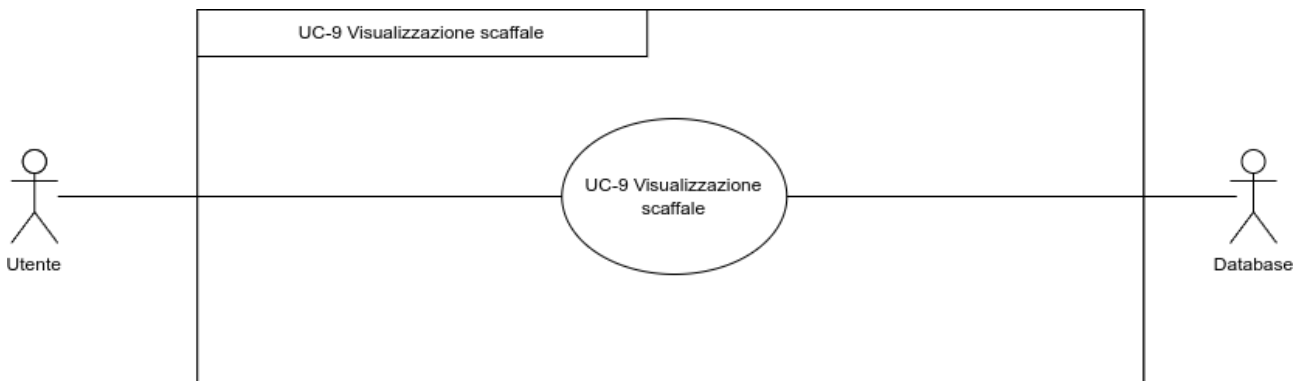 UC-9 Visualizzazione scaffale
UC-9 Visualizzazione
scaffale
Utente
Database